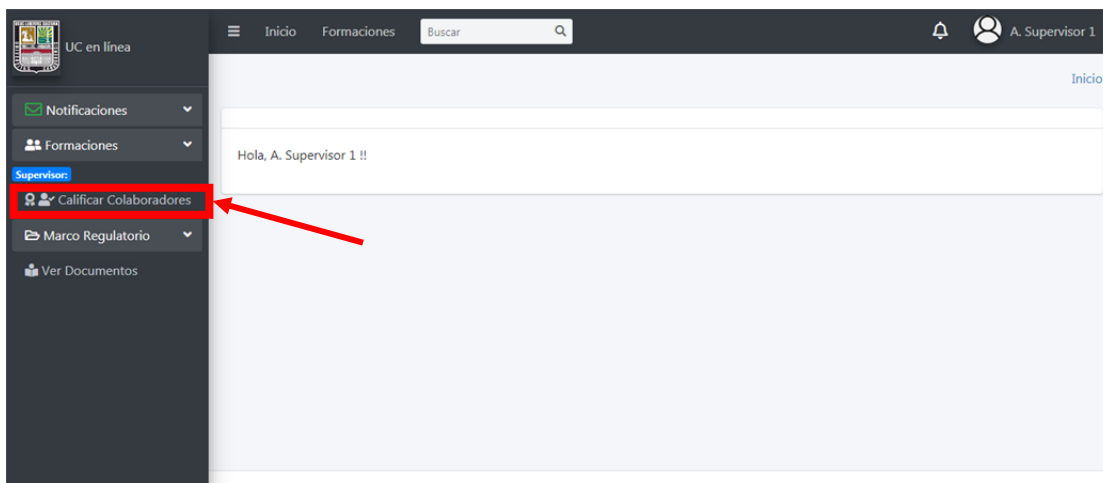 UC en línea
Inicio Formaciones Buscar A. Supervisor 1
Inicio
Notificaciones
Formaciones
Supervisor:
Calificar Colaboradores
Marco Regulatorio
Ver Documentos
Hola, A. Supervisor 1 !!